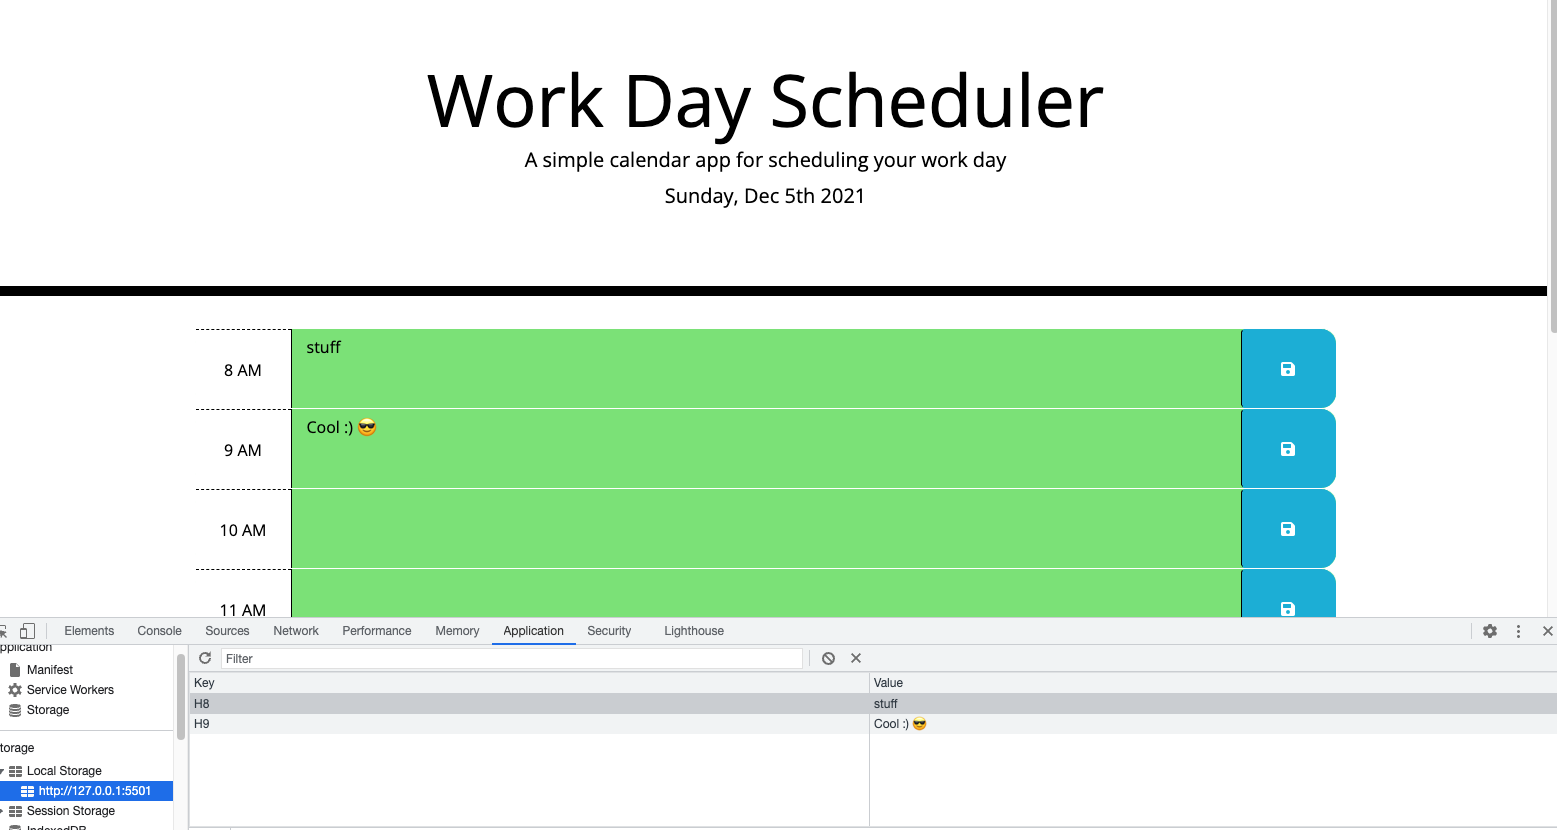 Work Day Scheduler
A simple calendar app for scheduling your work day
Sunday, Dec 5th 2021
8 AM stuff
9 AM Cool :) 😎
10 AM
11 AM
Elements Console Sources Network Performance Memory Application Security Lighthouse
pplication
Filter
Manifest
Service Workers
Storage
Key Value
H8 stuff
H9 Cool :) 😎
torage
Local Storage
http://127.0.0.1:5501
Session Storage
IndexedDB